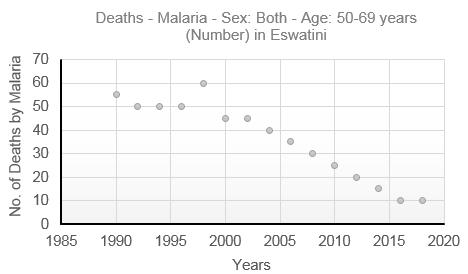 Deaths - Malaria - Sex: Both - Age: 50-69 years
(Number) in Eswatini
No. of Deaths by Malaria
70
60
50
40
30
20
10
0
1985 1990 1995 2000 2005 2010 2015 2020
Years